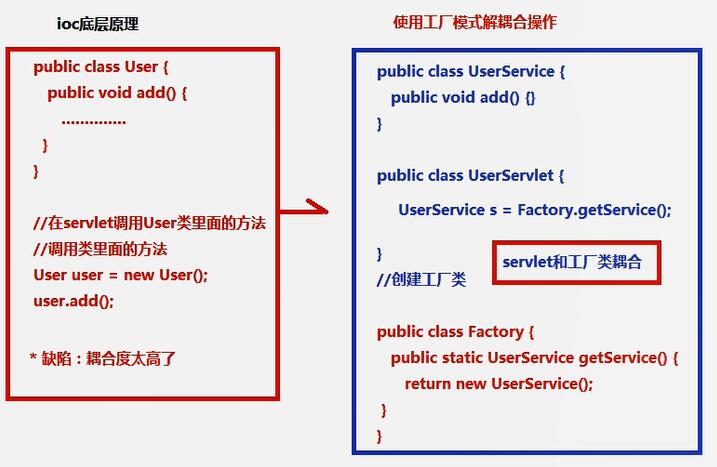 ioc底层原理
public class User {
public void add() {
..............
}
}
//在servlet调用User类里面的方法
//调用类里面的方法
User user = new User();
user.add();
* 缺陷：耦合度太高了
使用工厂模式解耦合操作
public class UserService {
public void add() {}
}
public class UserServlet {
UserService s = Factory.getService();
}
servlet和工厂类耦合
//创建工厂类
public class Factory {
public static UserService getService() {
return new UserService();
}
}